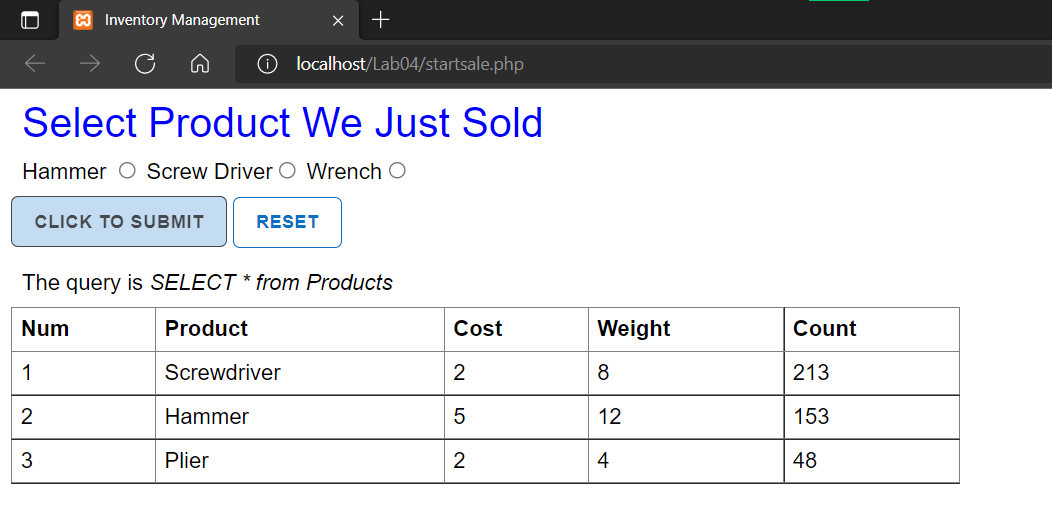 Inventory Management
localhost/Lab04/startsale.php
Select Product We Just Sold
Hammer Screw Driver Wrench
CLICK TO SUBMIT RESET
The query is SELECT * from Products
Num Product Cost Weight Count
1 Screwdriver 2 8 213
2 Hammer 5 12 153
3 Plier 2 4 48